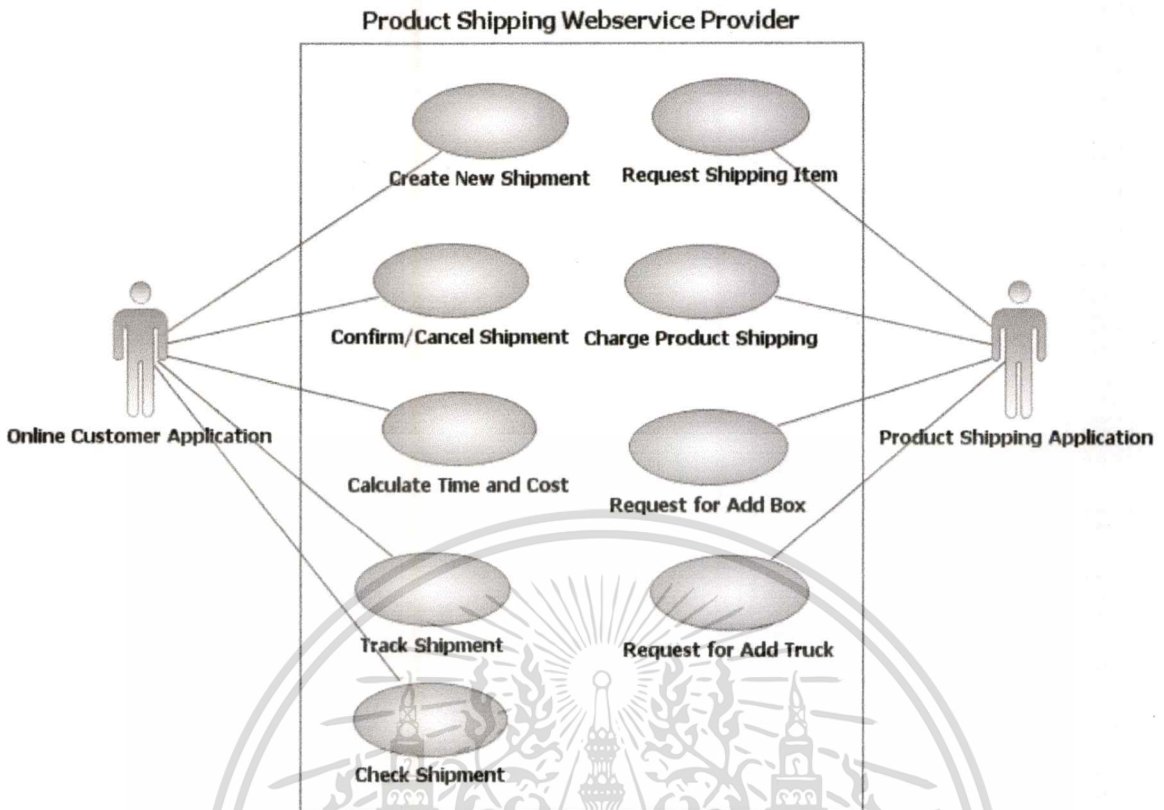 Product Shipping Webservice Provider
Create New Shipment
Request Shipping Item
Confirm/Cancel Shipment
Charge Product Shipping
Online Customer Application
Product Shipping Application
Calculate Time and Cost
Request for Add Box
Track Shipment
Request for Add Truck
Check Shipment